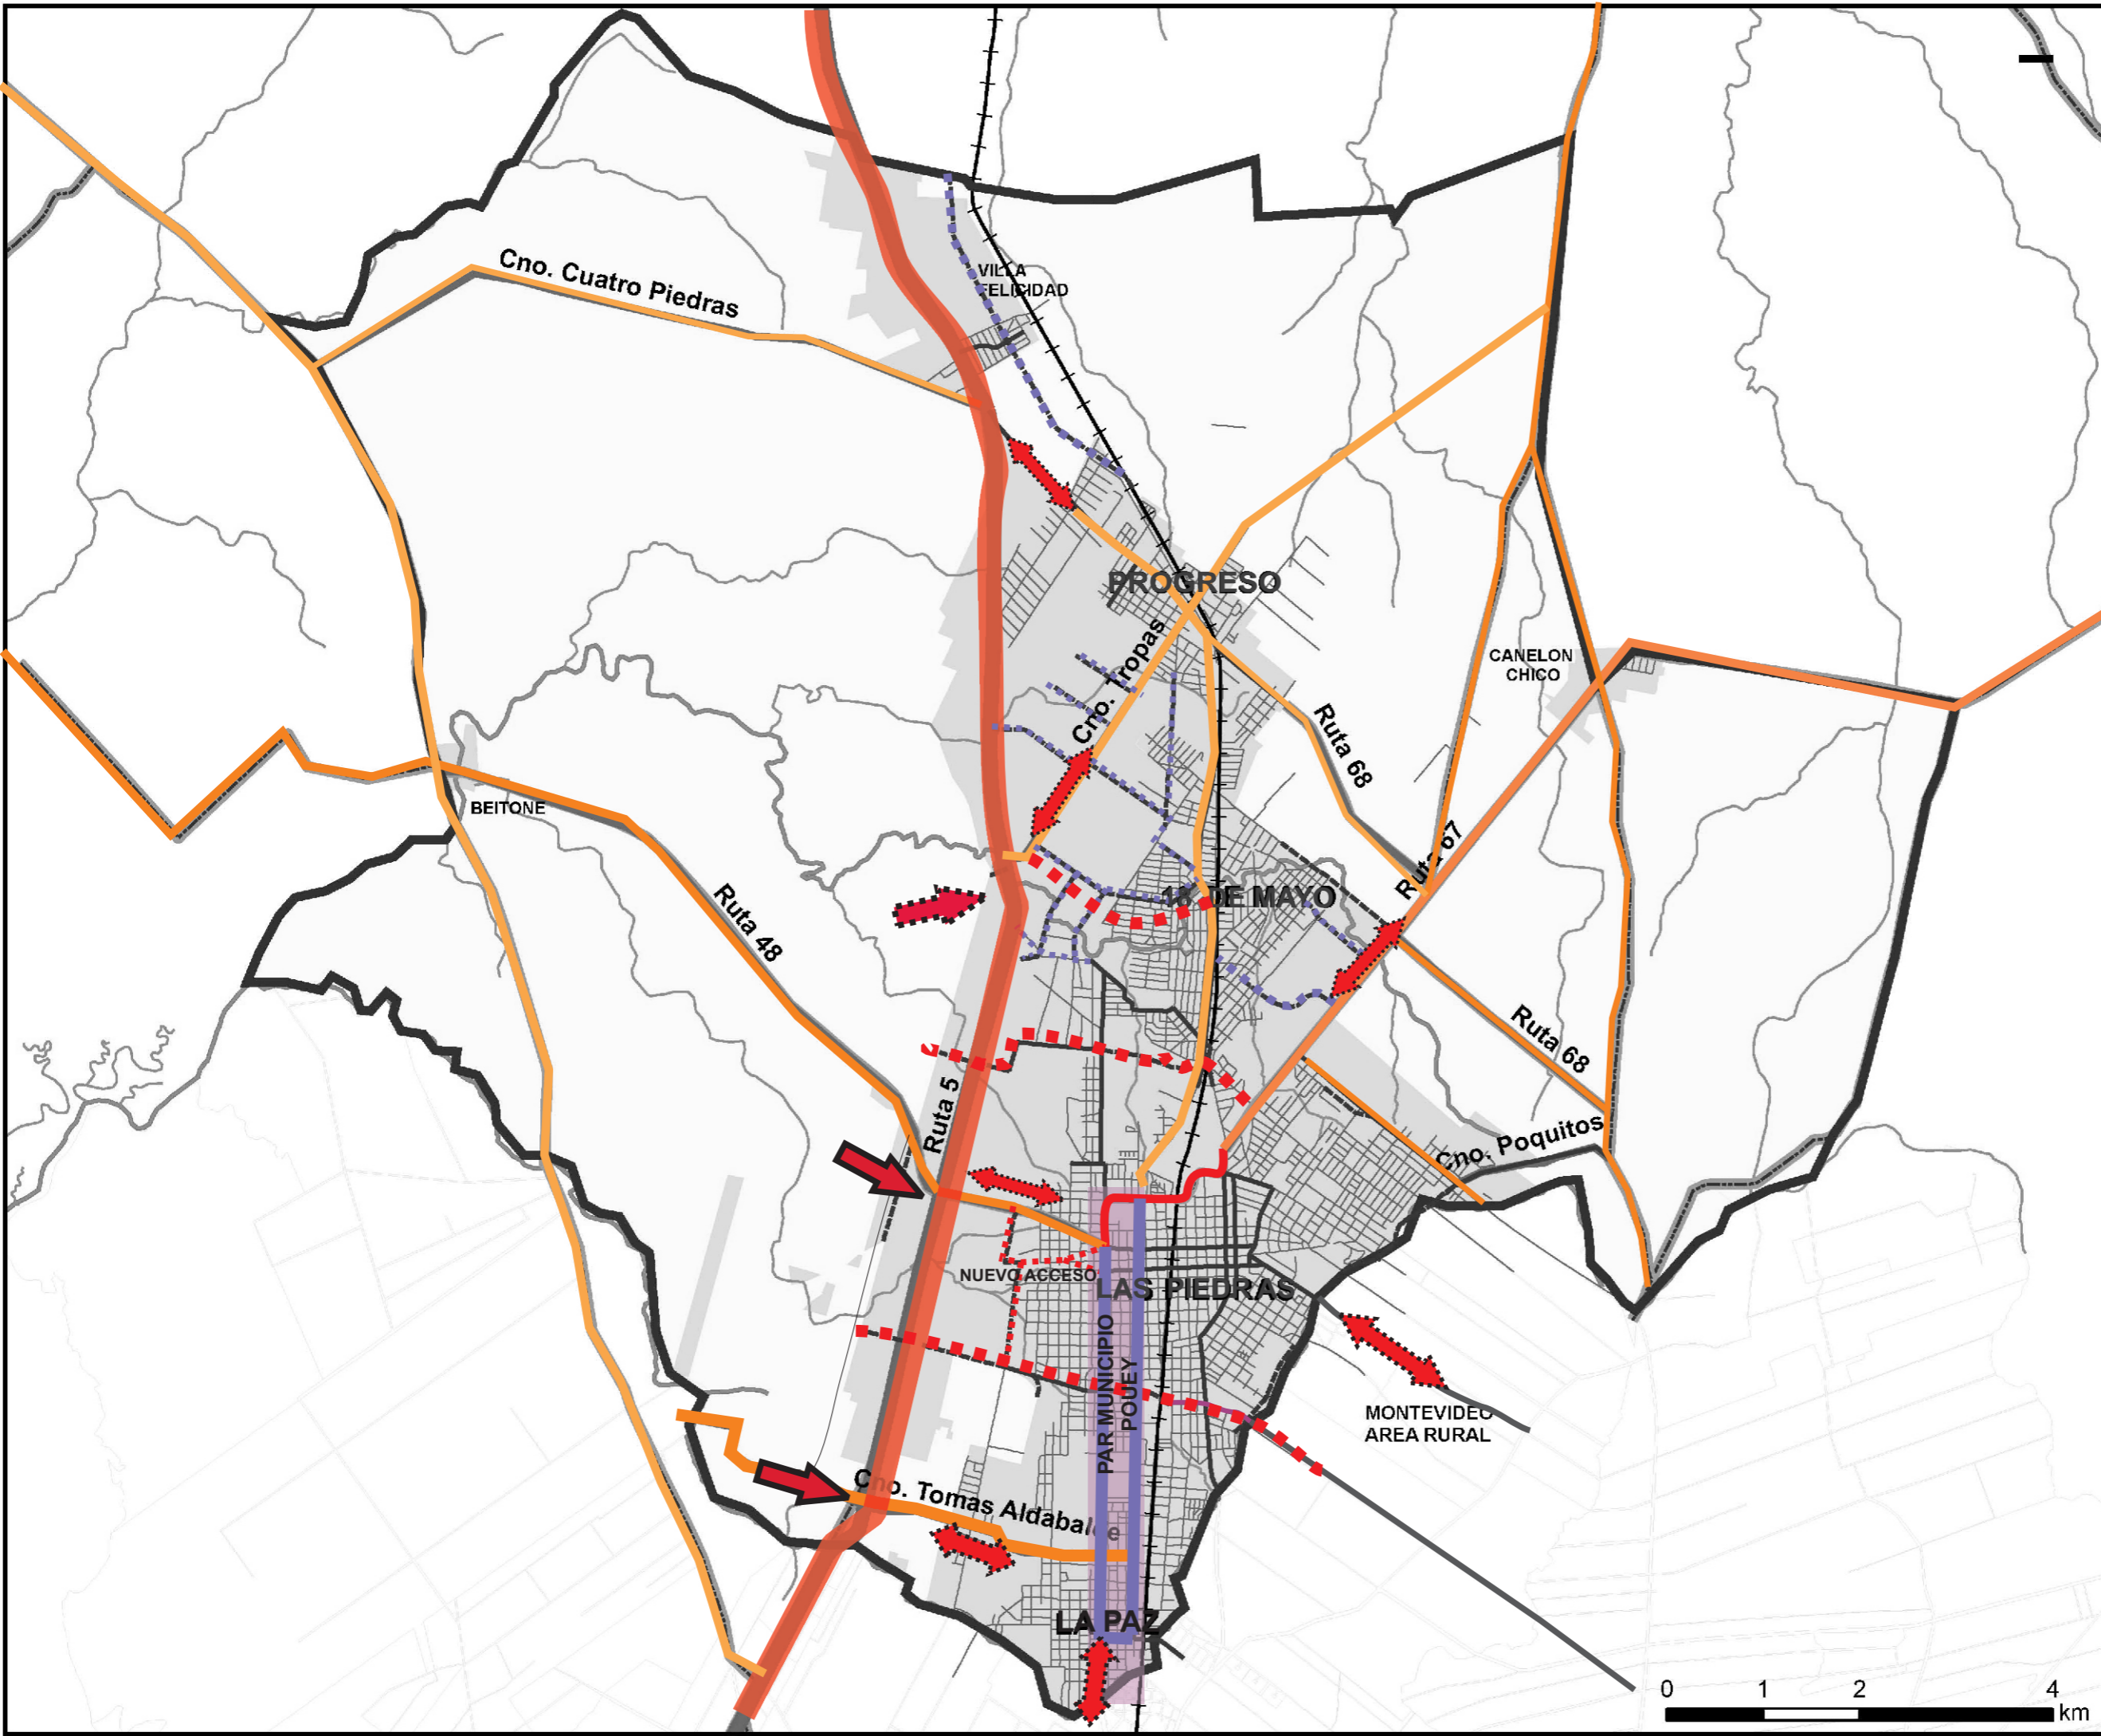 Cno. Cuatro Piedras
VILLA
FELICIDAD
PROGRESO
CANELON
CHICO
Cno. Tropas
Ruta 68
BEITONE
Ruta 67
Ruta 48
18 DE MAYO
Ruta 68
Ruta 5
Cno. Poquitos
NUEVO ACCESO
LAS PIEDRAS
PAR MUNICIPIO
POUEY
MONTEVIDEO
AREA RURAL
Cno. Tomas Aldabalde
LA PAZ
0 1 2 4
km